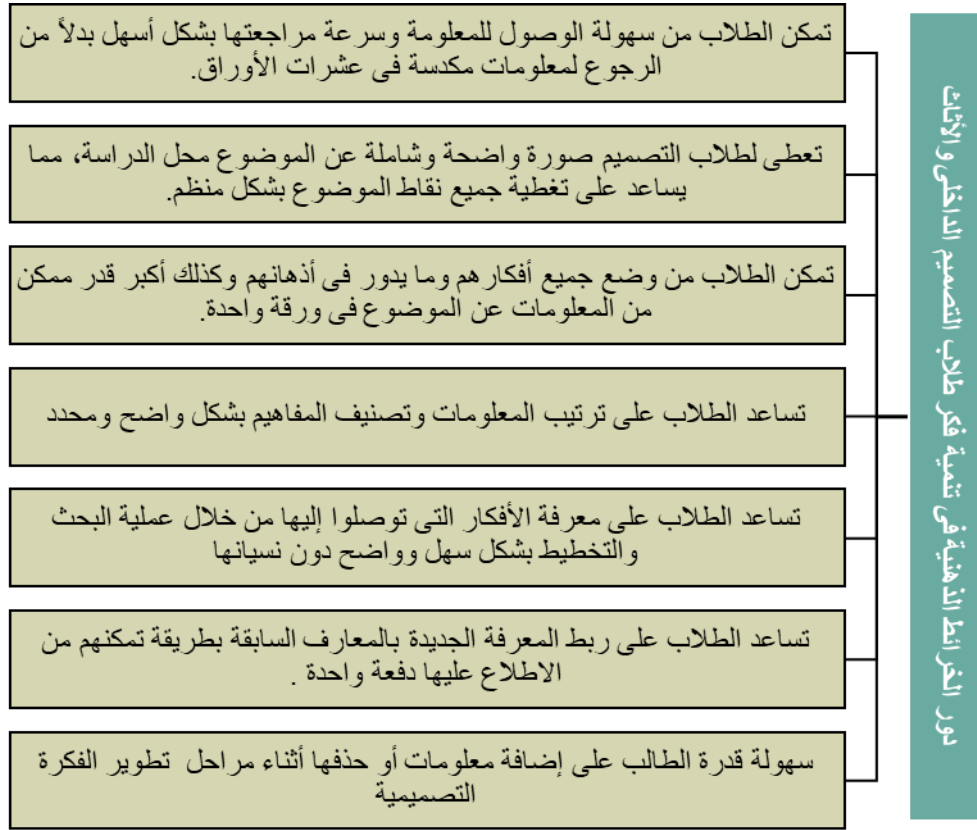 دور الخرائط الذهنية فى تنمية فكر طلاب التصميم الداخلى والأثاث
تمكن الطلاب من سهولة الوصول للمعلومة وسرعة مراجعتها بشكل أسهل بدلاً من
الرجوع لمعلومات مكدسة فى عشرات الأوراق.
تعطى لطلاب التصميم صورة واضحة وشاملة عن الموضوع محل الدراسة، مما
يساعد على تغطية جميع نقاط الموضوع بشكل منظم.
تمكن الطلاب من وضع جميع أفكارهم وما يدور فى أذهانهم وكذلك أكبر قدر ممكن
من المعلومات عن الموضوع فى ورقة واحدة.
تساعد الطلاب على ترتيب المعلومات وتصنيف المفاهيم بشكل واضح ومحدد
تساعد الطلاب على معرفة الأفكار التى توصلوا إليها من خلال عملية البحث
والتخطيط بشكل سهل وواضح دون نسيانها
تساعد الطلاب على ربط المعرفة الجديدة بالمعارف السابقة بطريقة تمكنهم من
الاطلاع عليها دفعة واحدة .
سهولة قدرة الطالب على إضافة معلومات أو حذفها أثناء مراحل تطوير الفكرة
التصميمية